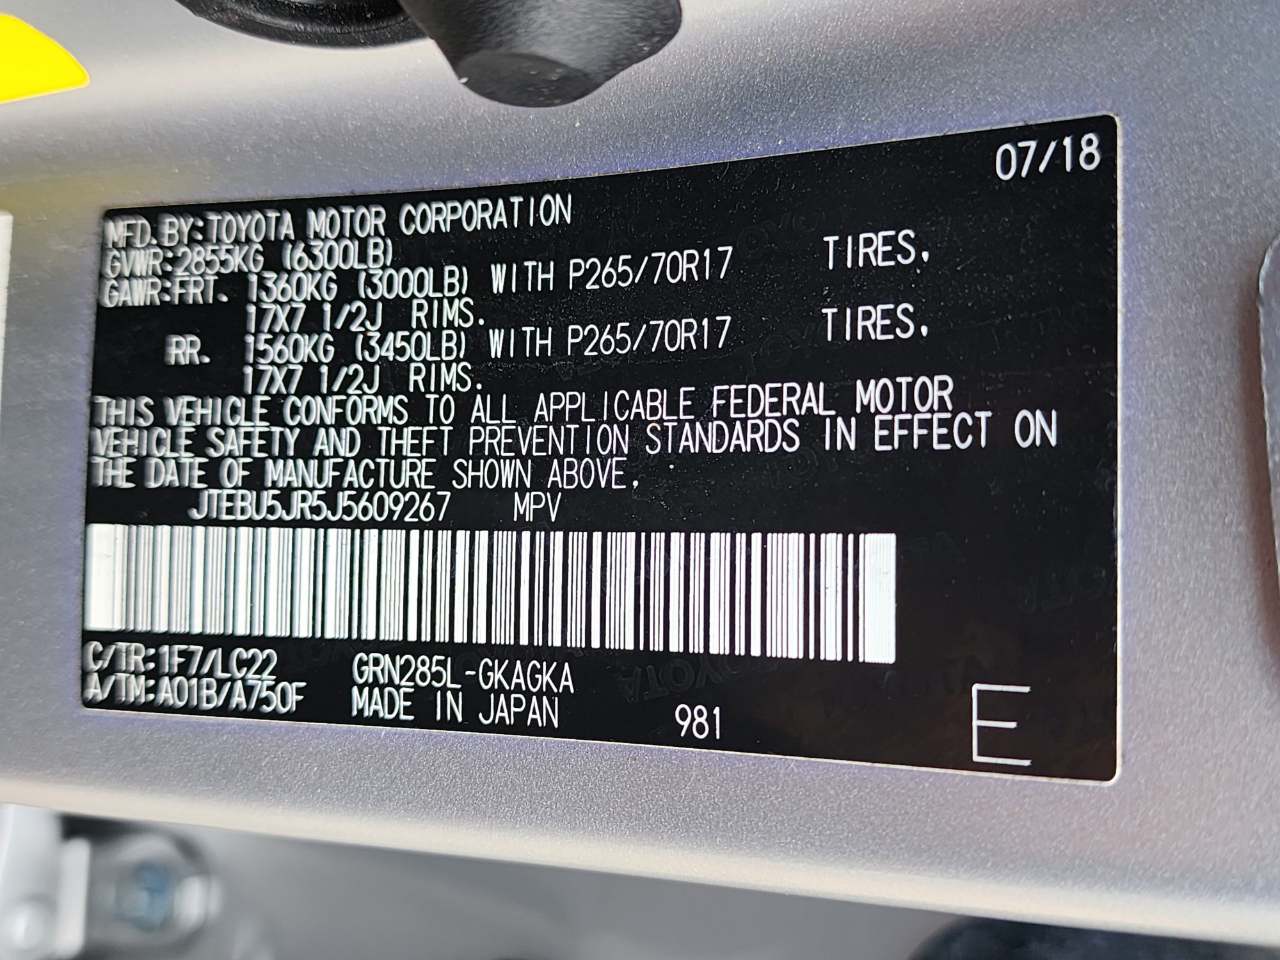 07/18
MFD. BY:TOYOTA MOTOR CORPORATION
GVWR:2855KG (6300LB)
GAWR:FRT. 1360KG (3000LB) WITH P265/70R17 TIRES,
17X7 1/2J RIMS.
RR. 1560KG (3450LB) WITH P265/70R17 TIRES,
17X7 1/2J RIMS.
THIS VEHICLE CONFORMS TO ALL APPLICABLE FEDERAL MOTOR
VEHICLE SAFETY AND THEFT PREVENTION STANDARDS IN EFFECT ON
THE DATE OF MANUFACTURE SHOWN ABOVE.
JTEBU5JR5J5609267 MPV
C/TR:1F7/LC22 GRN285L-GKAGKA
A/TM:A01B/A750F MADE IN JAPAN 981 E